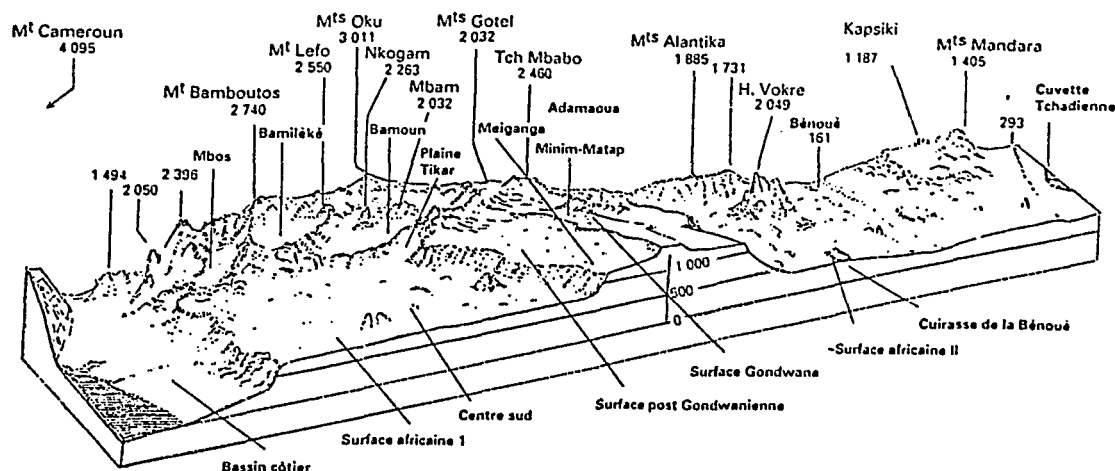 Mt Cameroun
4 095
Mt Bamboutos
2 740
Mt Lefo
2 550
Mts Oku
3 011
Nkogam
2 263
Mbam
2 032
Mts Gotel
2 032
Tch Mbabo
2 460
Adamaoua
Mts Alantika
1 885
1 731
H. Vokre
2 049
Bénoué
161
Kapsiki
1 187
Mts Mandara
1 405
293
Cuvette
Tchadienne
1 494
2 050
2 396
Mbos
Bamiléké
Bamoun
Plaine
Tikar
Meiganga
Minim-Matap
1 000
500
0
Cuirasse de la Bénoué
-Surface africaine II
Surface Gondwana
Surface post Gondwanienne
Centre sud
Surface africaine 1
Bassin côtier